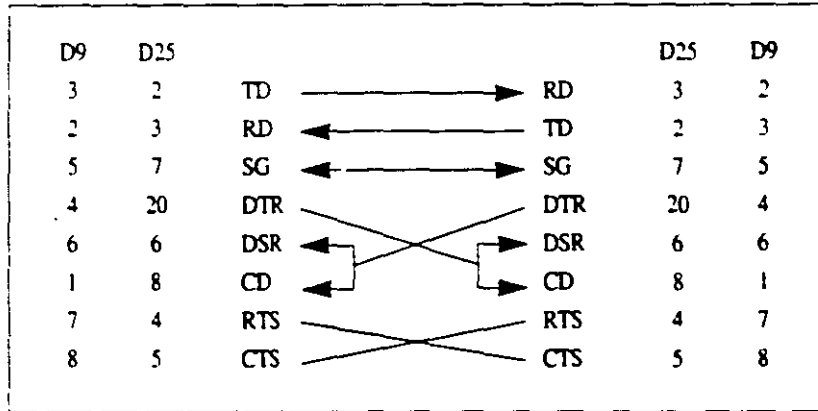 D9 D25 D25 D9
3 2 TD RD 3 2
2 3 RD TD 2 3
5 7 SG SG 7 5
4 20 DTR DTR 20 4
6 6 DSR DSR 6 6
1 8 CD CD 8 1
7 4 RTS RTS 4 7
8 5 CTS CTS 5 8